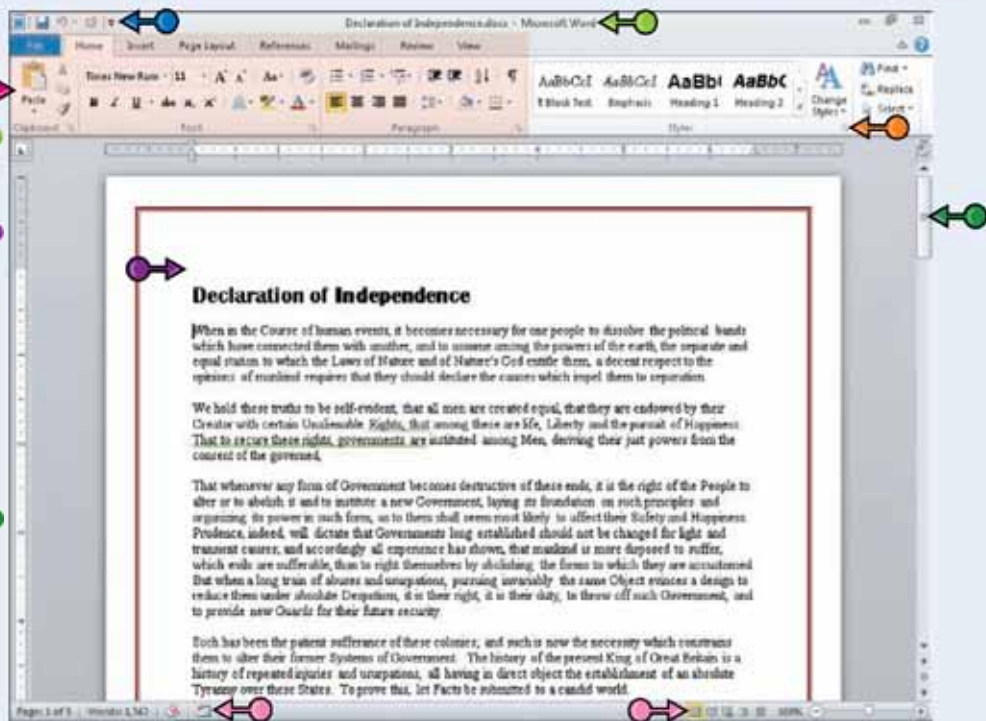 Declaration of Independence.docx - Microsoft Word
File Home Insert Page Layout References Mailings Review View
Paste
Times New Rom 11
AaBbCcI AaBbCcI AaBbI AaBbC
¶ Block Text Emphasis Heading 1 Heading 2
Change Styles
Find
Replace
Select
Clipboard Font Paragraph Styles
Declaration of Independence
When in the Course of human events, it becomes necessary for one people to dissolve the political bands
which have connected them with another, and to assume among the powers of the earth, the separate and
equal station to which the Laws of Nature and of Nature's God entitle them, a decent respect to the
opinions of mankind requires that they should declare the causes which impel them to separation.
We hold these truths to be self-evident, that all men are created equal, that they are endowed by their
Creator with certain Unalienable Rights, that among these are life, Liberty and the pursuit of Happiness.
That to secure these rights, governments are instituted among Men, deriving their just powers from the
consent of the governed,
That whenever any form of Government becomes destructive of these ends, it is the right of the People to
alter or to abolish it and to institute a new Government, laying its foundation on such principles and
organizing its power in such form, as to them shall seem most likely to affect their Safety and Happiness.
Prudence, indeed, will dictate that Governments long established should not be changed for light and
transient causes; and accordingly all experience has shown, that mankind is more disposed to suffer,
which evils are sufferable, than to right themselves by abolishing the forms to which they are accustomed.
But when a long train of abuses and usurpations, pursuing invariably the same Object evinces a design to
reduce them under absolute Despotism, it is their right, it is their duty, to throw off such Government, and
to provide new Guards for their future security.
Such has been the patient sufferance of these colonies; and such is now the necessity which constrains
them to alter their former Systems of Government. The history of the present King of Great Britain is a
history of repeated injuries and usurpations, all having in direct object the establishment of an absolute
Tyranny over these States. To prove this, let Facts be submitted to a candid world.
Page: 1 of 5 Words: 100%